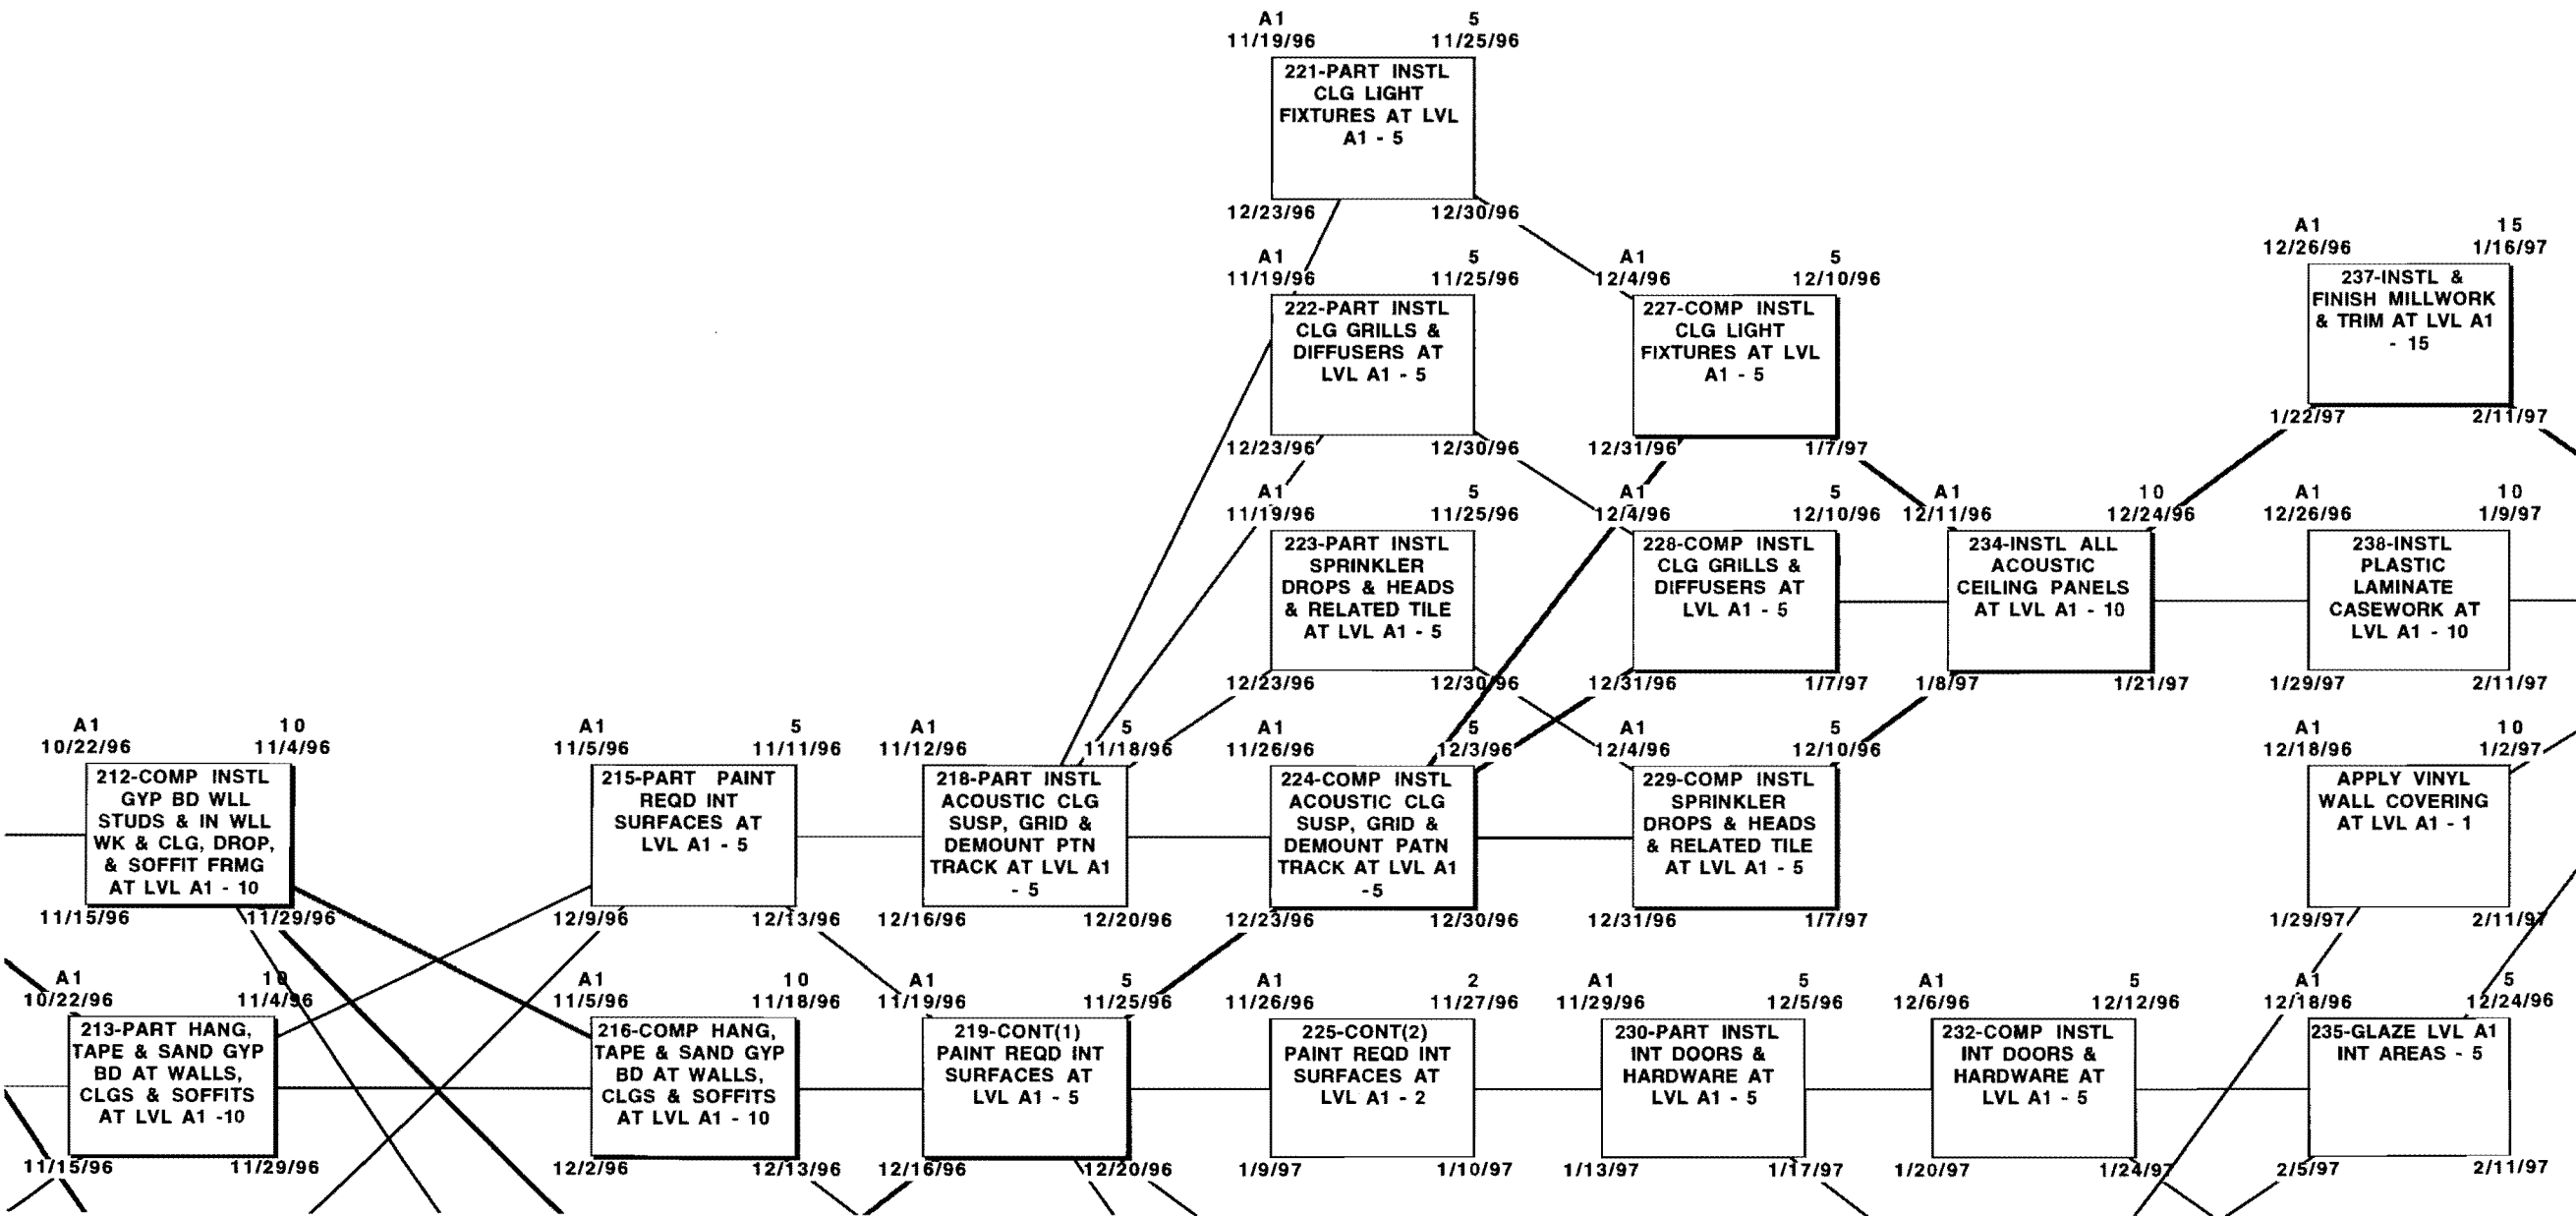 A1 5
11/19/96 11/25/96
221-PART INSTL
CLG LIGHT
FIXTURES AT LVL
A1 - 5
12/23/96 12/30/96
A1 5
11/19/96 11/25/96
222-PART INSTL
CLG GRILLS &
DIFFUSERS AT
LVL A1 - 5
12/23/96 12/30/96
A1 5
12/4/96 12/10/96
227-COMP INSTL
CLG LIGHT
FIXTURES AT LVL
A1 - 5
12/31/96 1/7/97
A1 15
12/26/96 1/16/97
237-INSTL &
FINISH MILLWORK
& TRIM AT LVL A1
- 15
1/22/97 2/11/97
A1 5
11/19/96 11/25/96
223-PART INSTL
SPRINKLER
DROPS & HEADS
& RELATED TILE
AT LVL A1 - 5
12/23/96 12/30/96
A1 5
12/4/96 12/10/96
228-COMP INSTL
CLG GRILLS &
DIFFUSERS AT
LVL A1 - 5
12/31/96 1/7/97
A1 10
12/11/96 12/24/96
234-INSTL ALL
ACOUSTIC
CEILING PANELS
AT LVL A1 - 10
1/8/97 1/21/97
A1 10
12/26/96 1/9/97
238-INSTL
PLASTIC
LAMINATE
CASEWORK AT
LVL A1 - 10
1/29/97 2/11/97
A1 10
10/22/96 11/4/96
212-COMP INSTL
GYP BD WLL
STUDS & IN WLL
WK & CLG, DROP,
& SOFFIT FRMG
AT LVL A1 - 10
11/15/96 11/29/96
A1 5
11/5/96 11/11/96
215-PART PAINT
REQD INT
SURFACES AT
LVL A1 - 5
12/9/96 12/13/96
A1 5
11/12/96 11/18/96
218-PART INSTL
ACOUSTIC CLG
SUSP, GRID &
DEMOUNT PTN
TRACK AT LVL A1
- 5
12/16/96 12/20/96
A1 5
11/26/96 12/3/96
224-COMP INSTL
ACOUSTIC CLG
SUSP, GRID &
DEMOUNT PATN
TRACK AT LVL A1
-5
12/23/96 12/30/96
A1 5
12/4/96 12/10/96
229-COMP INSTL
SPRINKLER
DROPS & HEADS
& RELATED TILE
AT LVL A1 - 5
12/31/96 1/7/97
A1 10
12/18/96 1/2/97
APPLY VINYL
WALL COVERING
AT LVL A1 - 1
1/29/97 2/11/97
A1 10
10/22/96 11/4/96
213-PART HANG,
TAPE & SAND GYP
BD AT WALLS,
CLGS & SOFFITS
AT LVL A1 -10
11/15/96 11/29/96
A1 10
11/5/96 11/18/96
216-COMP HANG,
TAPE & SAND GYP
BD AT WALLS,
CLGS & SOFFITS
AT LVL A1 - 10
12/2/96 12/13/96
A1 5
11/19/96 11/25/96
219-CONT(1)
PAINT REQD INT
SURFACES AT
LVL A1 - 5
12/16/96 12/20/96
A1 2
11/26/96 11/27/96
225-CONT(2)
PAINT REQD INT
SURFACES AT
LVL A1 - 2
1/9/97 1/10/97
A1 5
11/29/96 12/5/96
230-PART INSTL
INT DOORS &
HARDWARE AT
LVL A1 - 5
1/13/97 1/17/97
A1 5
12/6/96 12/12/96
232-COMP INSTL
INT DOORS &
HARDWARE AT
LVL A1 - 5
1/20/97 1/24/97
A1 5
12/18/96 12/24/96
235-GLAZE LVL A1
INT AREAS - 5
2/5/97 2/11/97